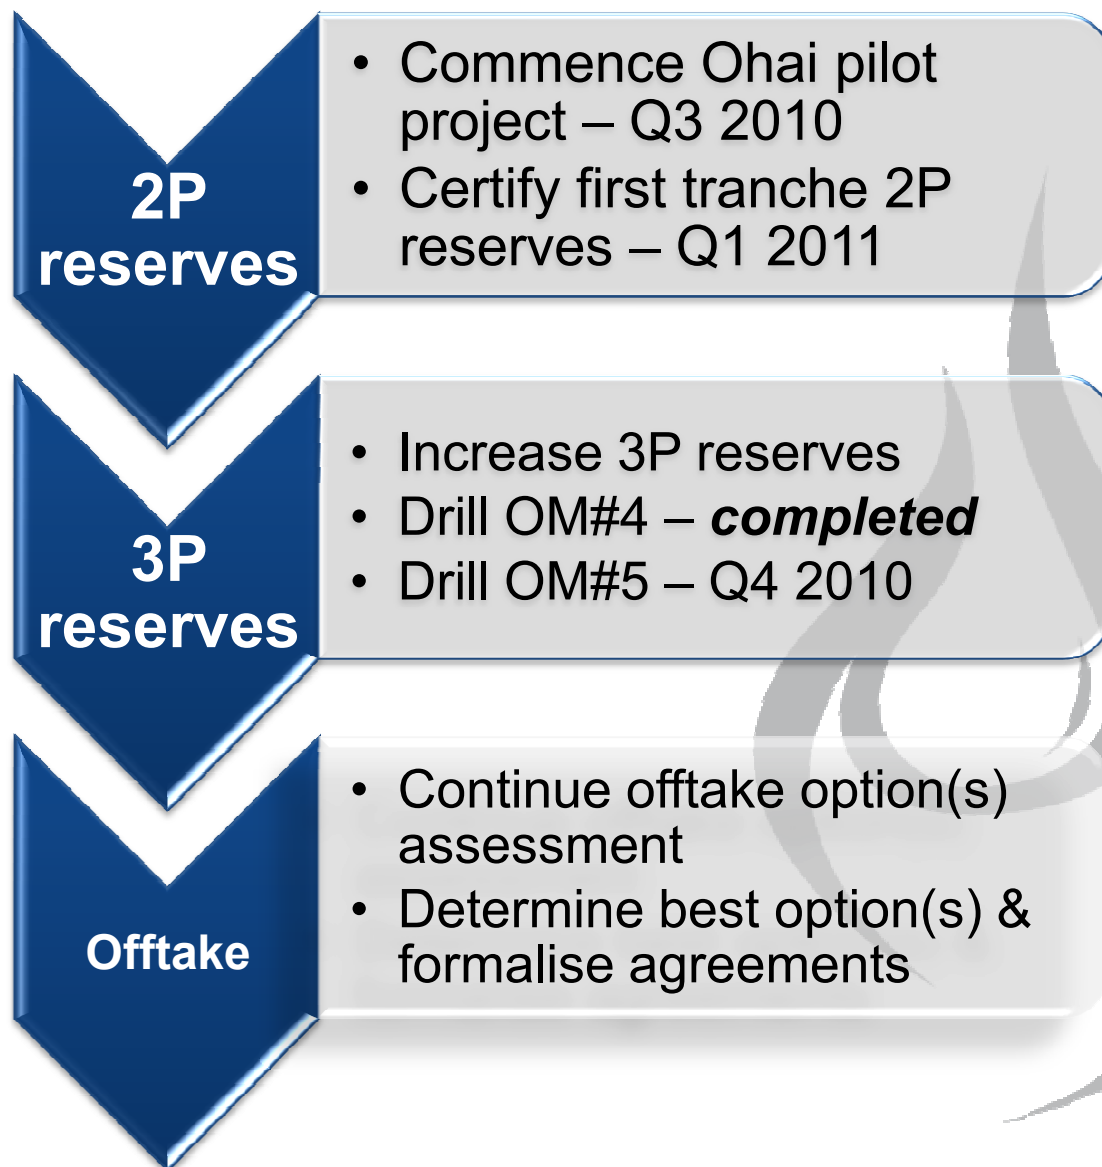 2P
reserves
• Commence Ohai pilot
project – Q3 2010
• Certify first tranche 2P
reserves – Q1 2011
3P
reserves
• Increase 3P reserves
• Drill OM#4 – completed
• Drill OM#5 – Q4 2010
Offtake
• Continue offtake option(s)
assessment
• Determine best option(s) &
formalise agreements